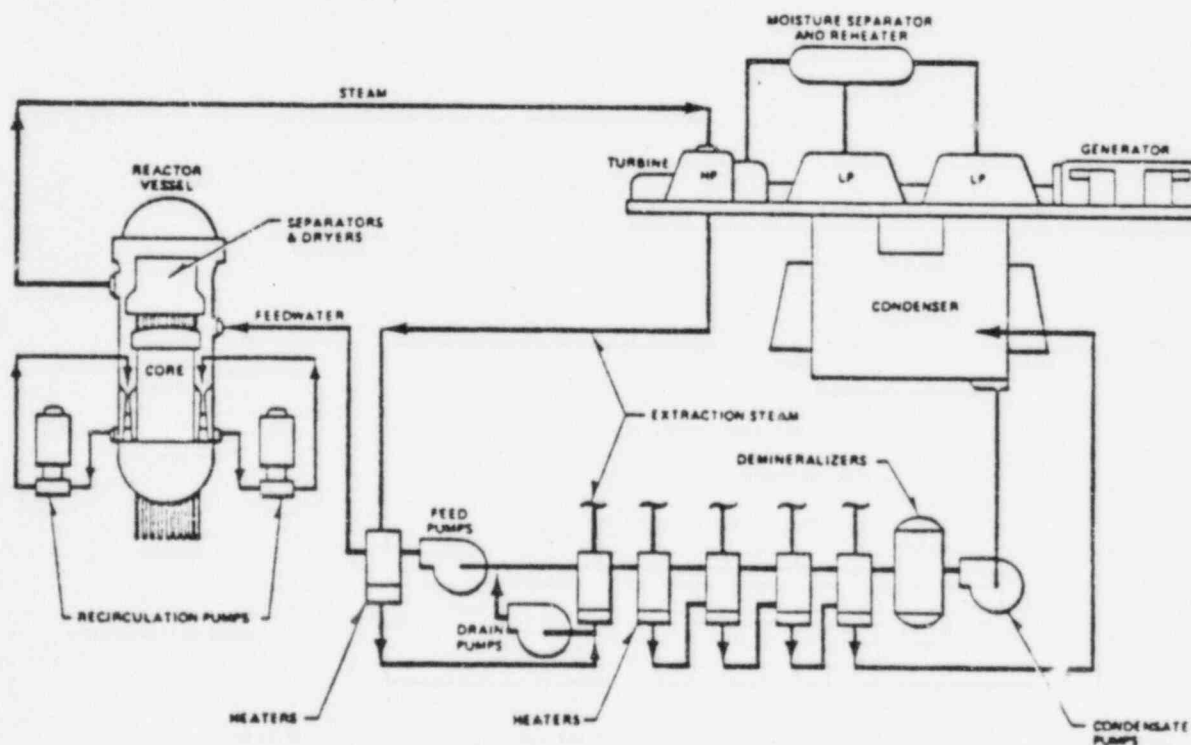 MOISTURE SEPARATOR
AND REHEATER
STEAM
REACTOR
VESSEL
TURBINE
HP
LP
LP
GENERATOR
SEPARATORS
& DRYERS
FEEDWATER
CONDENSER
CORE
EXTRACTION STEAM
DEMINERALIZERS
FEED
PUMPS
RECIRCULATION PUMPS
DRAIN
PUMPS
HEATERS
HEATERS
CONDENSATE
PUMPS